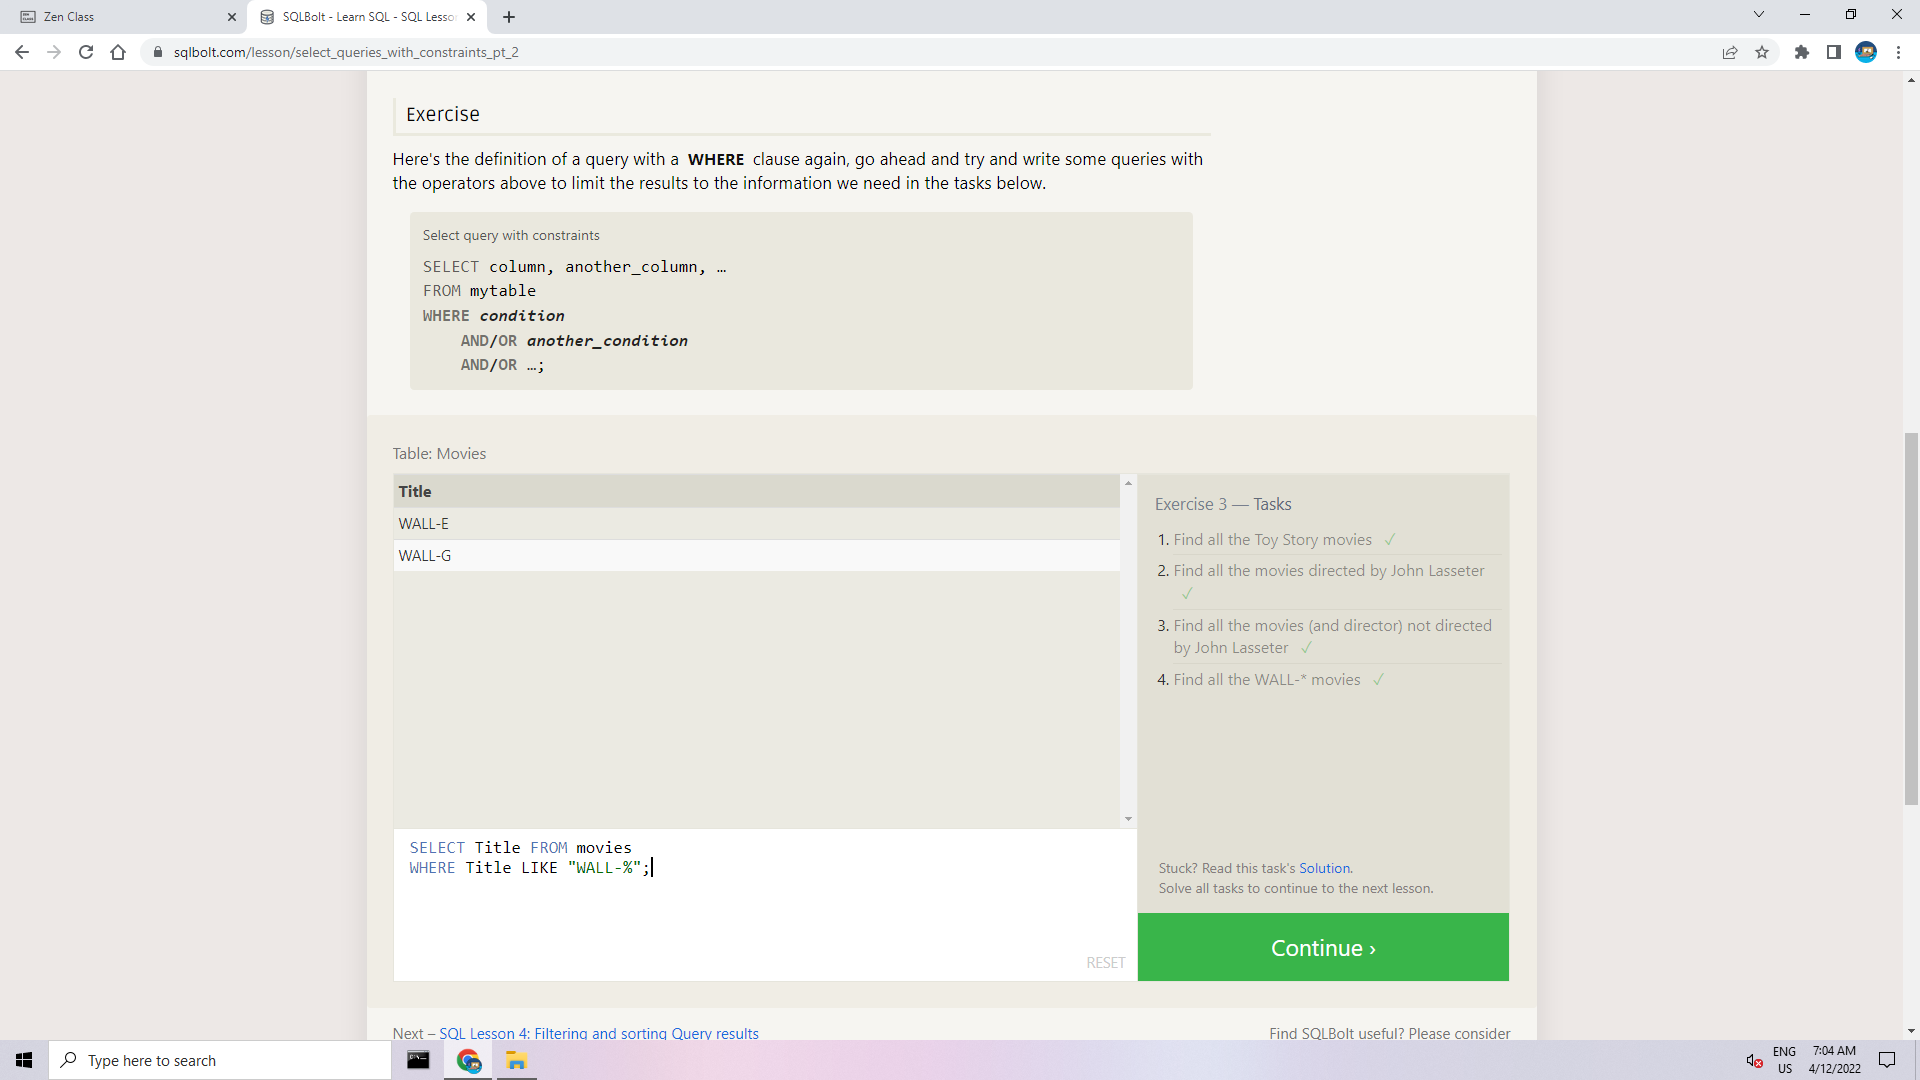 Zen Class
SQLBolt - Learn SQL - SQL Lesso
sqlbolt.com/lesson/select_queries_with_constraints_pt_2
Exercise
Here's the definition of a query with a WHERE clause again, go ahead and try and write some queries with
the operators above to limit the results to the information we need in the tasks below.
Select query with constraints
SELECT column, another_column, …
FROM mytable
WHERE condition
AND/OR another_condition
AND/OR …;
Table: Movies
Title
WALL-E
WALL-G
Exercise 3 — Tasks
1. Find all the Toy Story movies ✓
2. Find all the movies directed by John Lasseter
✓
3. Find all the movies (and director) not directed
by John Lasseter ✓
4. Find all the WALL-* movies ✓
SELECT Title FROM movies
WHERE Title LIKE "WALL-%";
RESET
Stuck? Read this task's Solution.
Solve all tasks to continue to the next lesson.
Continue ›
Next – SQL Lesson 4: Filtering and sorting Query results
Find SQLBolt useful? Please consider
Type here to search
ENG
US
7:04 AM
4/12/2022